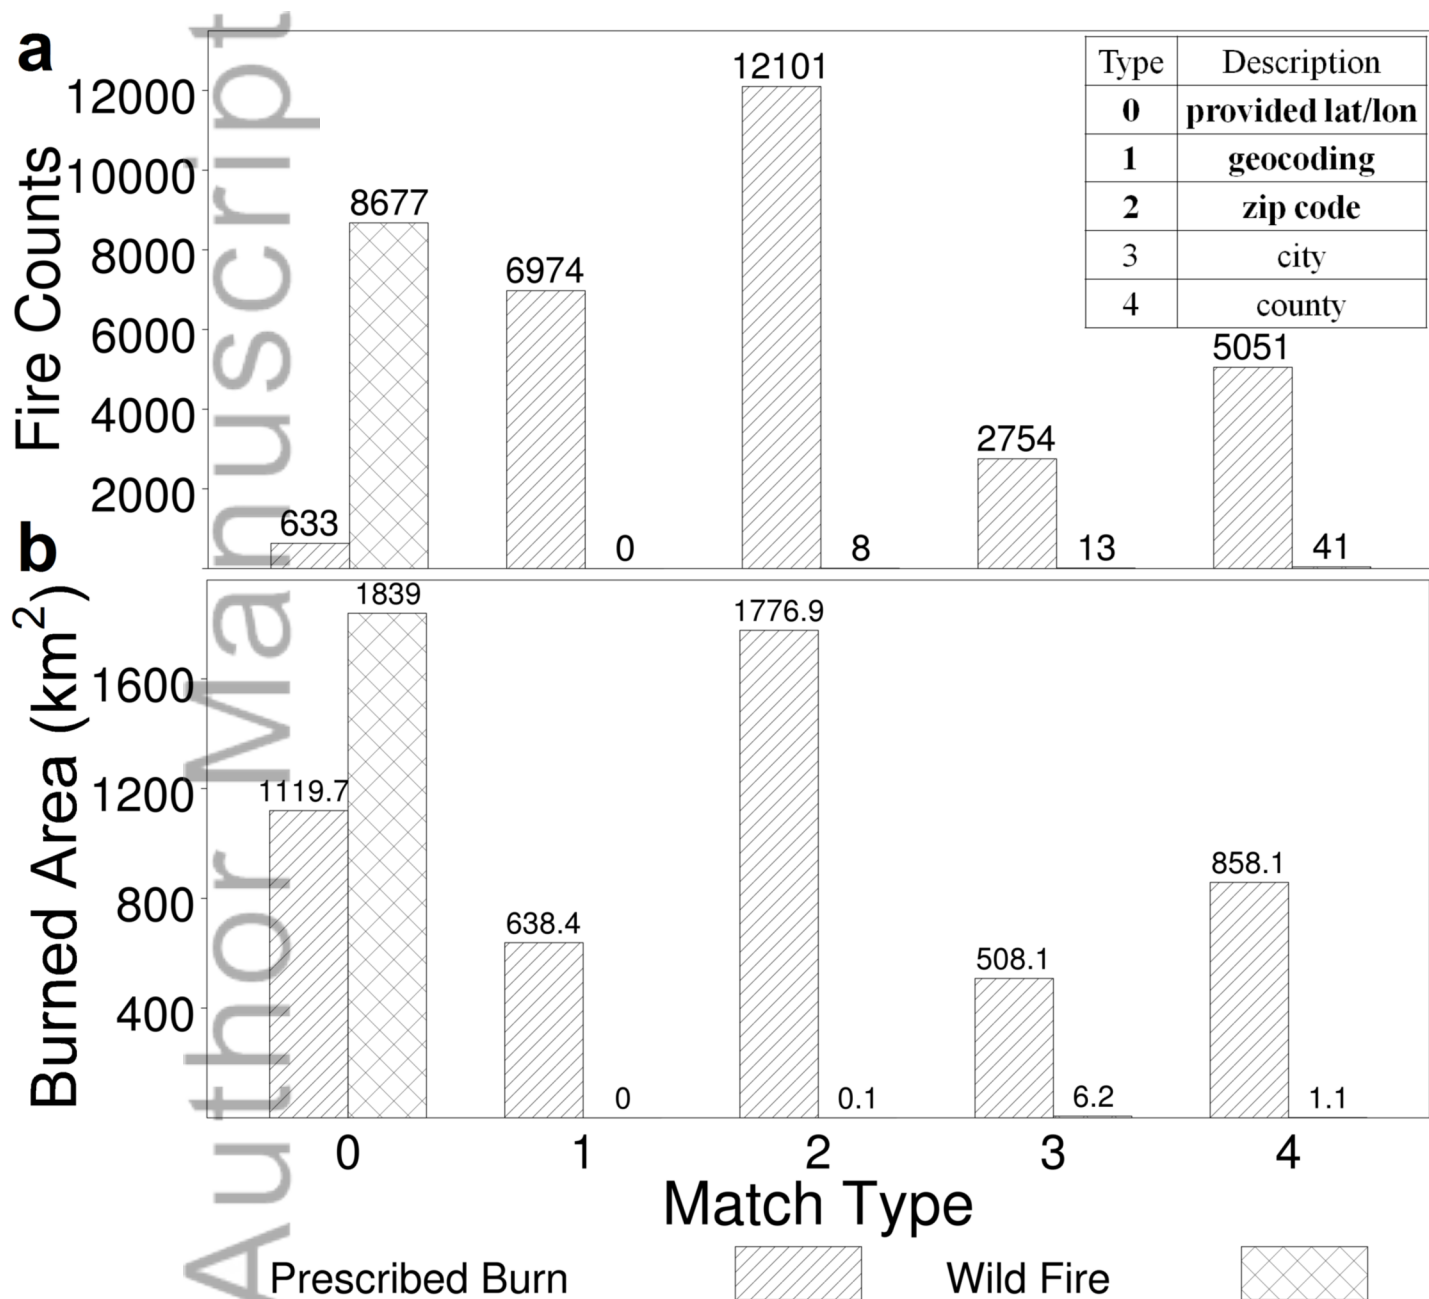 a
Type Description
0 provided lat/lon
1 geocoding
2 zip code
3 city
4 county
Fire Counts
12000
10000
8000
6000
4000
2000
633
8677
6974
0
12101
8
2754
13
5051
41
b
Burned Area (km2)
1600
1200
800
400
1119.7
1839
638.4
0
1776.9
0.1
508.1
6.2
858.1
1.1
0 1 2 3 4
Match Type
Prescribed Burn Wild Fire
Author Manuscript